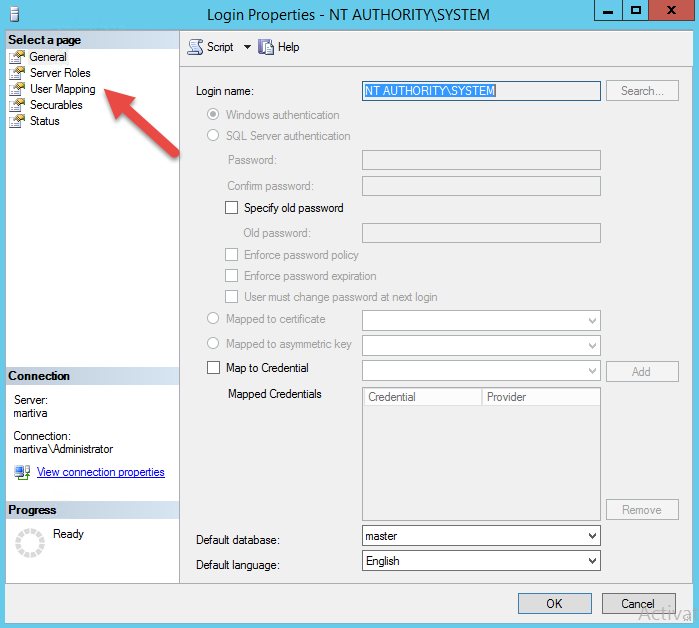 Login Properties - NT AUTHORITY\SYSTEM
Select a page
General
Server Roles
User Mapping
Securables
Status
Connection
Server:
martiva
Connection:
martiva\Administrator
View connection properties
Progress
Ready
Script
Help
Login name:
NT AUTHORITY\SYSTEM
Search...
Windows authentication
SQL Server authentication
Password:
Confirm password:
Specify old password
Old password:
Enforce password policy
Enforce password expiration
User must change password at next login
Mapped to certificate
Mapped to asymmetric key
Map to Credential
Add
Mapped Credentials
Credential
Provider
Remove
Default database:
master
Default language:
English
OK
Cancel
Activa